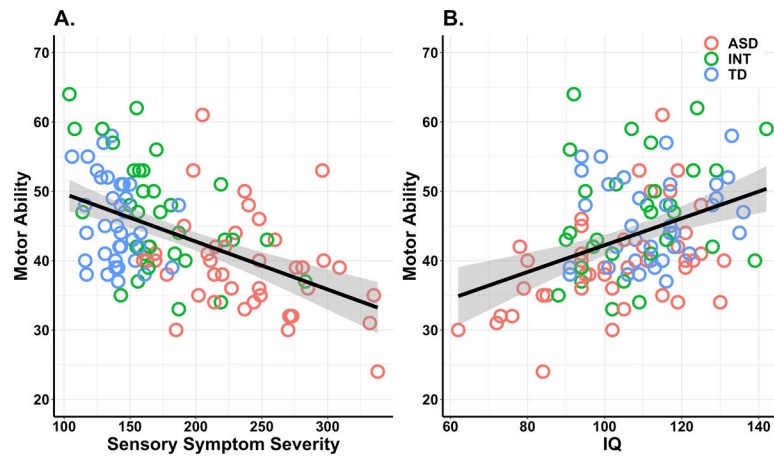 A.
70
60
50
40
30
20
Motor Ability
100 150 200 250 300
Sensory Symptom Severity
B.
ASD
INT
TD
70
60
50
40
30
20
Motor Ability
60 80 100 120 140
IQ